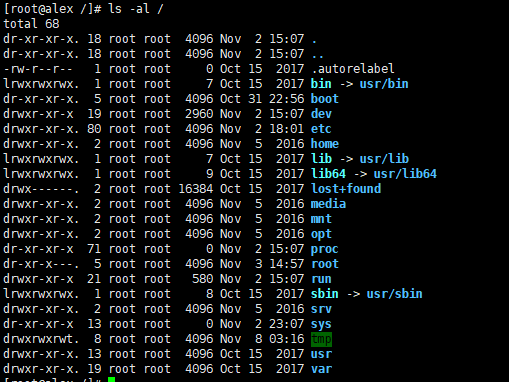 [root@alex /]# ls -al /
total 68
dr-xr-xr-x. 18 root root 4096 Nov 2 15:07 .
dr-xr-xr-x. 18 root root 4096 Nov 2 15:07 ..
-rw-r--r-- 1 root root 0 Oct 15 2017 .autorelabel
lrwxrwxrwx. 1 root root 7 Oct 15 2017 bin -> usr/bin
dr-xr-xr-x. 5 root root 4096 Oct 31 22:56 boot
drwxr-xr-x 19 root root 2960 Nov 2 15:07 dev
drwxr-xr-x. 80 root root 4096 Nov 2 18:01 etc
drwxr-xr-x. 2 root root 4096 Nov 5 2016 home
lrwxrwxrwx. 1 root root 7 Oct 15 2017 lib -> usr/lib
lrwxrwxrwx. 1 root root 9 Oct 15 2017 lib64 -> usr/lib64
drwx------. 2 root root 16384 Oct 15 2017 lost+found
drwxr-xr-x. 2 root root 4096 Nov 5 2016 media
drwxr-xr-x. 2 root root 4096 Nov 5 2016 mnt
drwxr-xr-x. 2 root root 4096 Nov 5 2016 opt
dr-xr-xr-x 71 root root 0 Nov 2 15:07 proc
dr-xr-x---. 5 root root 4096 Nov 3 14:57 root
drwxr-xr-x 21 root root 580 Nov 2 15:07 run
lrwxrwxrwx. 1 root root 8 Oct 15 2017 sbin -> usr/sbin
drwxr-xr-x. 2 root root 4096 Nov 5 2016 srv
dr-xr-xr-x 13 root root 0 Nov 2 23:07 sys
drwxrwxrwt. 8 root root 4096 Nov 8 03:16 tmp
drwxr-xr-x. 13 root root 4096 Oct 15 2017 usr
drwxr-xr-x. 19 root root 4096 Oct 15 2017 var
[root@alex /]#